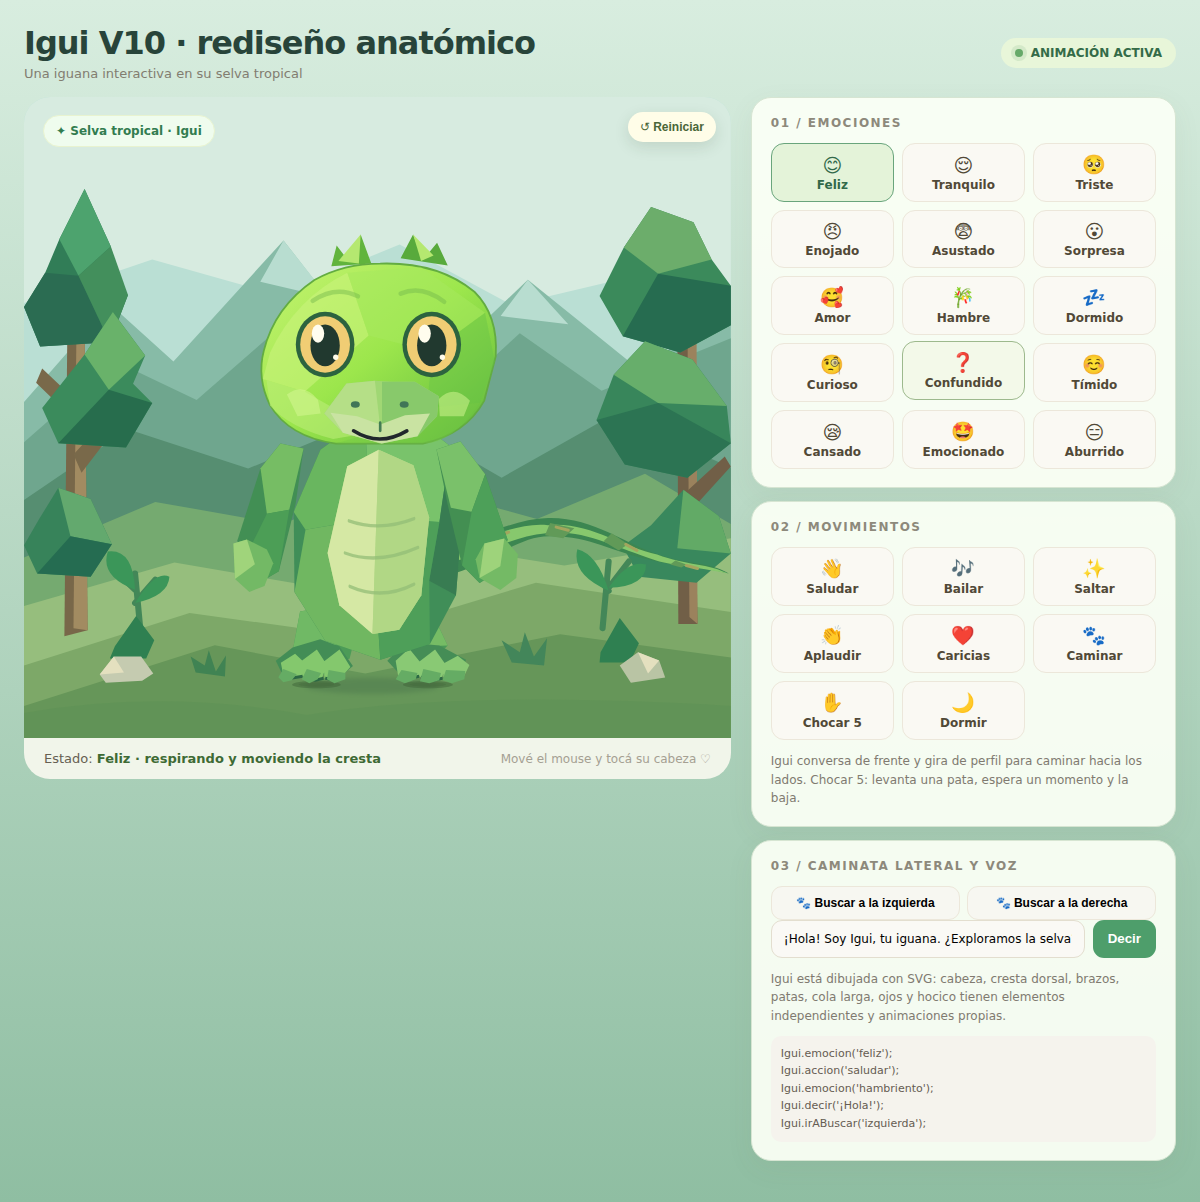 Igui V10 · rediseño anatómico
Una iguana interactiva en su selva tropical
ANIMACIÓN ACTIVA
✦ Selva tropical · Igui
↺ Reiniciar
Estado: Feliz · respirando y moviendo la cresta
Mové el mouse y tocá su cabeza ♡
01 / EMOCIONES
Feliz
Tranquilo
Triste
Enojado
Asustado
Sorpresa
Amor
Hambre
Dormido
Curioso
Confundido
Tímido
Cansado
Emocionado
Aburrido
02 / MOVIMIENTOS
Saludar
Bailar
Saltar
Aplaudir
Caricias
Caminar
Chocar 5
Dormir
Igui conversa de frente y gira de perfil para caminar hacia los
lados. Chocar 5: levanta una pata, espera un momento y la
baja.
03 / CAMINATA LATERAL Y VOZ
Buscar a la izquierda
Buscar a la derecha
¡Hola! Soy Igui, tu iguana. ¿Exploramos la selva
Decir
Igui está dibujada con SVG: cabeza, cresta dorsal, brazos,
patas, cola larga, ojos y hocico tienen elementos
independientes y animaciones propias.
Igui.emocion('feliz');
Igui.accion('saludar');
Igui.emocion('hambriento');
Igui.decir('¡Hola!');
Igui.irABuscar('izquierda');